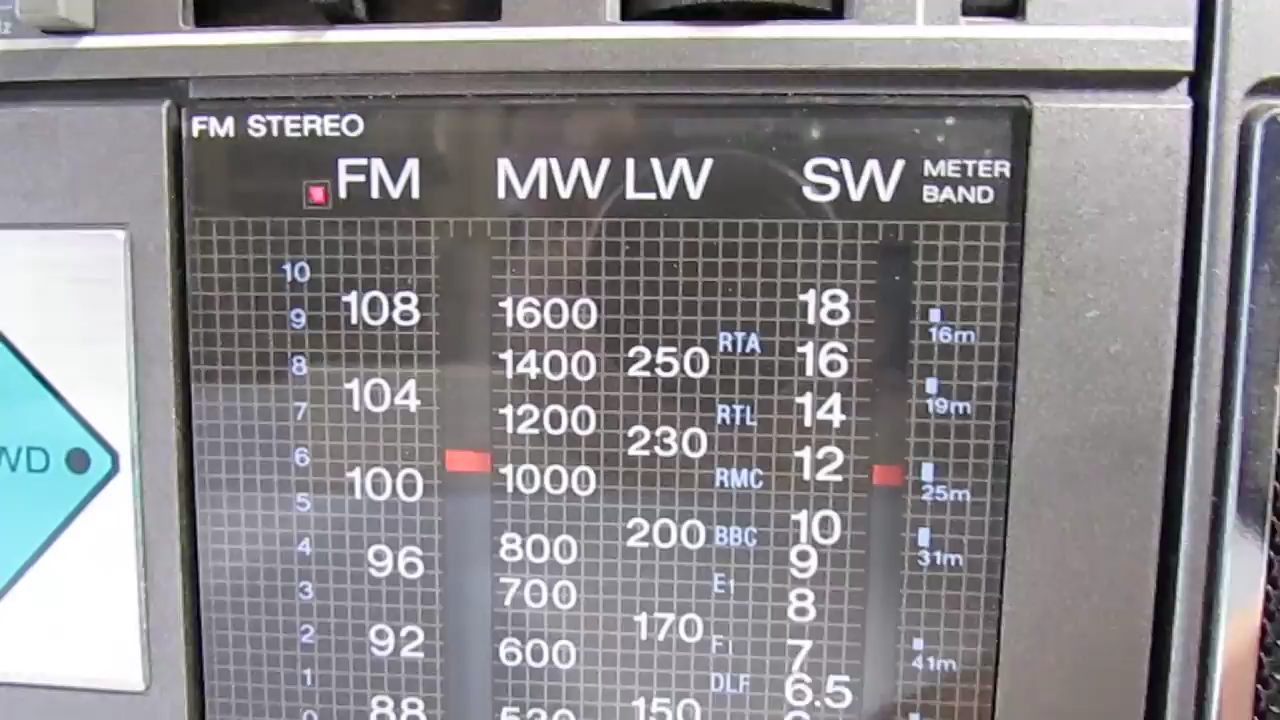 FM STEREO
FM MW LW SW METER BAND
10
108 1600 18
9 16m
RTA
8 1400 250 16
104 19m
7 1200 RTL 14
230
6 12
100 1000 RMC 25m
5
200 BBC 10
4 800 31m
96 9
3 700 E1
8
170
2 92 600 F1 7 41m
1 DLF 6.5
88 150
WD